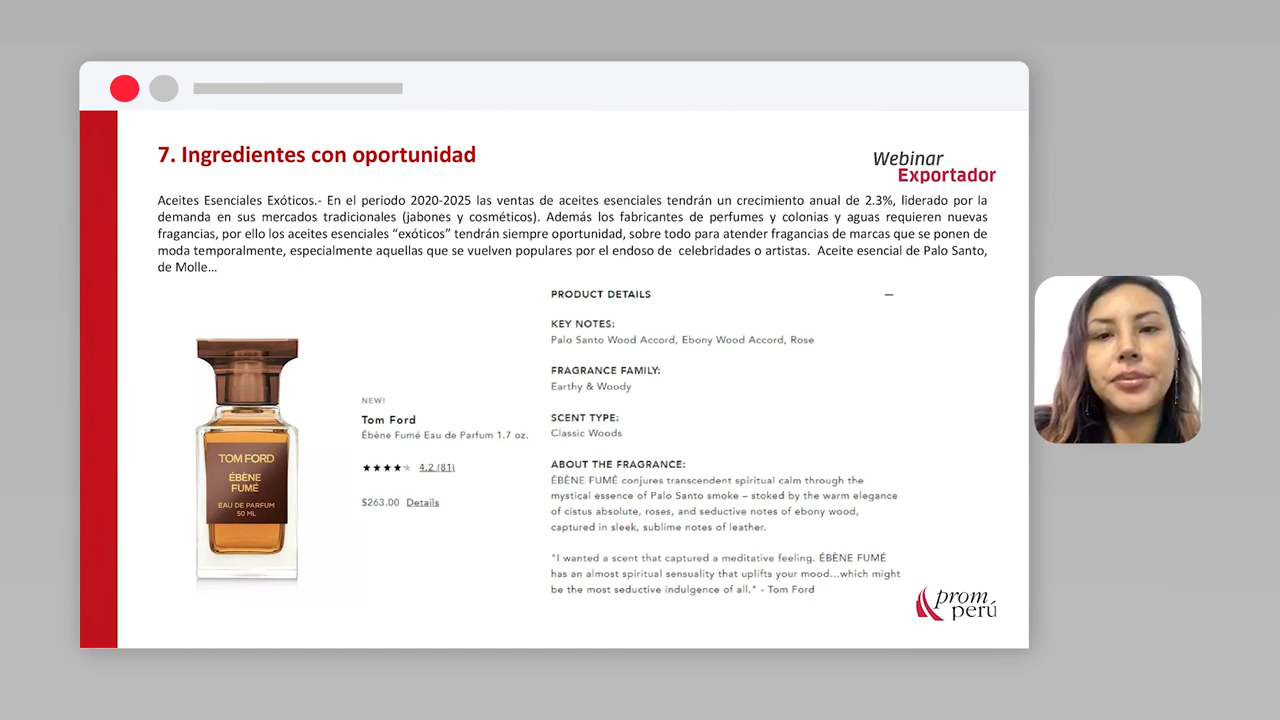 7. Ingredientes con oportunidad
Webinar
Exportador
Aceites Esenciales Exóticos.- En el periodo 2020-2025 las ventas de aceites esenciales tendrán un crecimiento anual de 2.3%, liderado por la
demanda en sus mercados tradicionales (jabones y cosméticos). Además los fabricantes de perfumes y colonias y aguas requieren nuevas
fragancias, por ello los aceites esenciales “exóticos” tendrán siempre oportunidad, sobre todo para atender fragancias de marcas que se ponen de
moda temporalmente, especialmente aquellas que se vuelven populares por el endoso de celebridades o artistas. Aceite esencial de Palo Santo,
de Molle…
TOM FORD
ÉBÈNE
FUMÉ
EAU DE PARFUM
50 ML
NEW!
Tom Ford
Ébène Fumé Eau de Parfum 1.7 oz.
4.2 (81)
$263.00 Details
PRODUCT DETAILS
KEY NOTES:
Palo Santo Wood Accord, Ebony Wood Accord, Rose
FRAGRANCE FAMILY:
Earthy & Woody
SCENT TYPE:
Classic Woods
ABOUT THE FRAGRANCE:
ÉBÈNE FUMÉ conjures transcendent spiritual calm through the
mystical essence of Palo Santo smoke – stoked by the warm elegance
of cistus absolute, roses, and seductive notes of ebony wood,
captured in sleek, sublime notes of leather.
"I wanted a scent that captured a meditative feeling. ÉBÈNE FUMÉ
has an almost spiritual sensuality that uplifts your mood...which might
be the most seductive indulgence of all." - Tom Ford
prom
perú